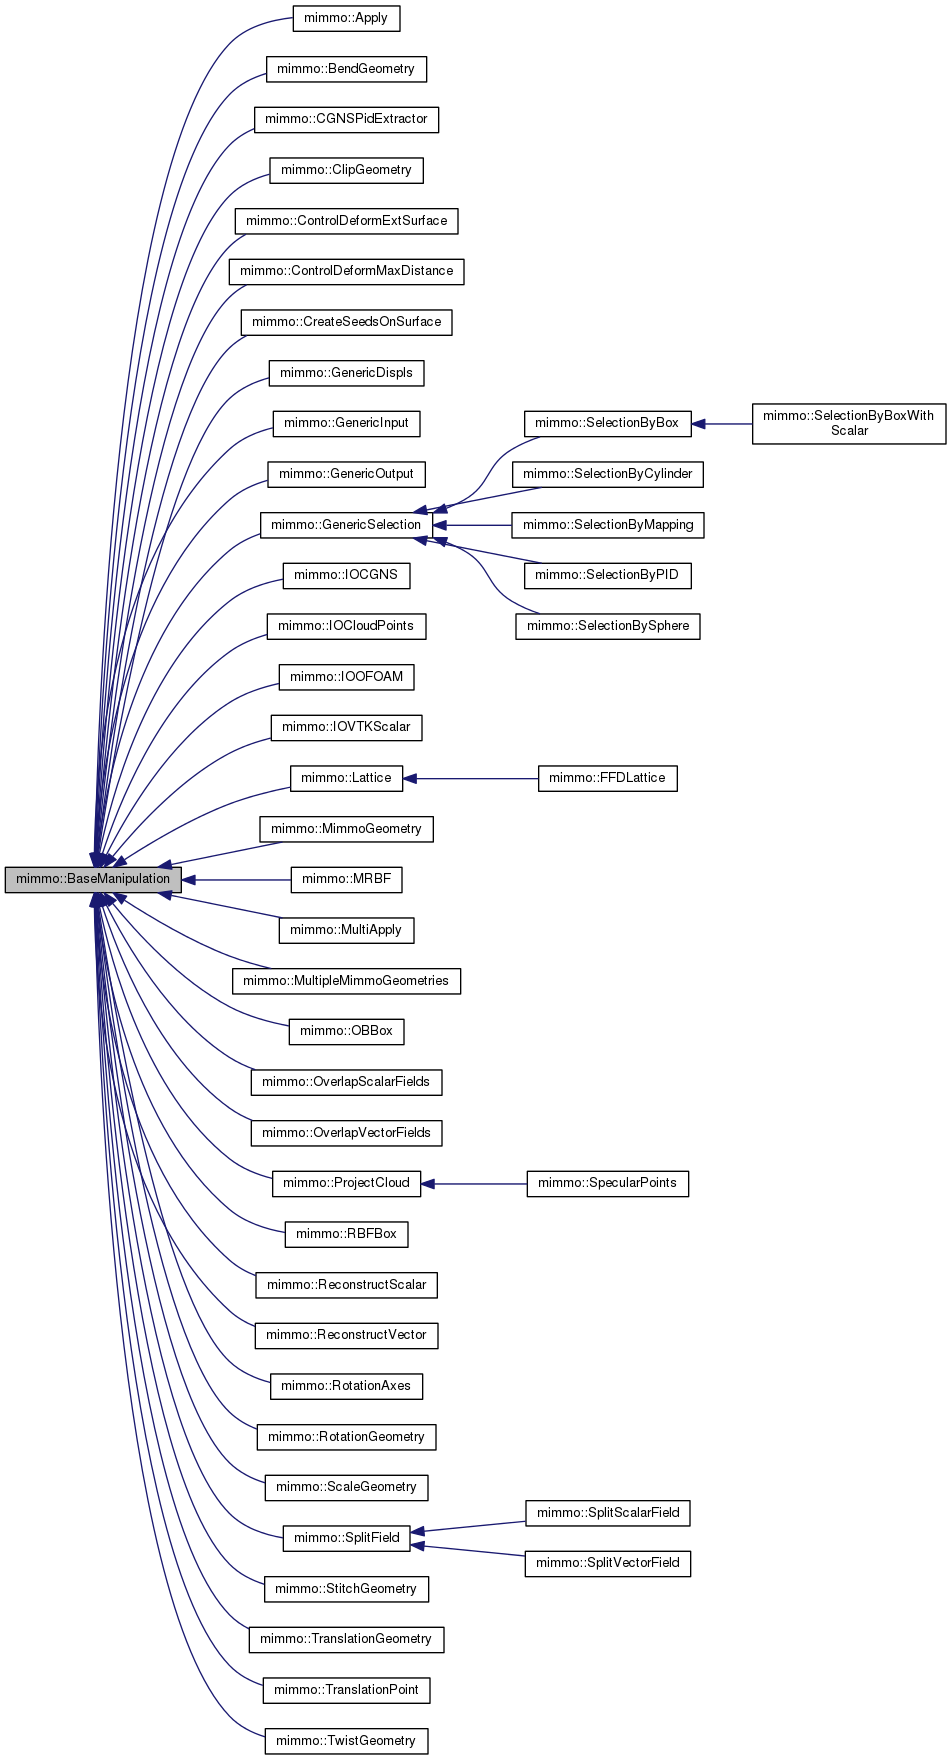 mimmo::Apply
mimmo::BendGeometry
mimmo::CGNSPidExtractor
mimmo::ClipGeometry
mimmo::ControlDeformExtSurface
mimmo::ControlDeformMaxDistance
mimmo::CreateSeedsOnSurface
mimmo::GenericDispls
mimmo::GenericInput
mimmo::GenericOutput
mimmo::GenericSelection
mimmo::SelectionByBox
mimmo::SelectionByBoxWith
Scalar
mimmo::SelectionByCylinder
mimmo::SelectionByMapping
mimmo::SelectionByPID
mimmo::SelectionBySphere
mimmo::IOCGNS
mimmo::IOCloudPoints
mimmo::IOOFOAM
mimmo::IOVTKScalar
mimmo::Lattice
mimmo::FFDLattice
mimmo::MimmoGeometry
mimmo::BaseManipulation
mimmo::MRBF
mimmo::MultiApply
mimmo::MultipleMimmoGeometries
mimmo::OBBox
mimmo::OverlapScalarFields
mimmo::OverlapVectorFields
mimmo::ProjectCloud
mimmo::SpecularPoints
mimmo::RBFBox
mimmo::ReconstructScalar
mimmo::ReconstructVector
mimmo::RotationAxes
mimmo::RotationGeometry
mimmo::ScaleGeometry
mimmo::SplitField
mimmo::SplitScalarField
mimmo::SplitVectorField
mimmo::StitchGeometry
mimmo::TranslationGeometry
mimmo::TranslationPoint
mimmo::TwistGeometry